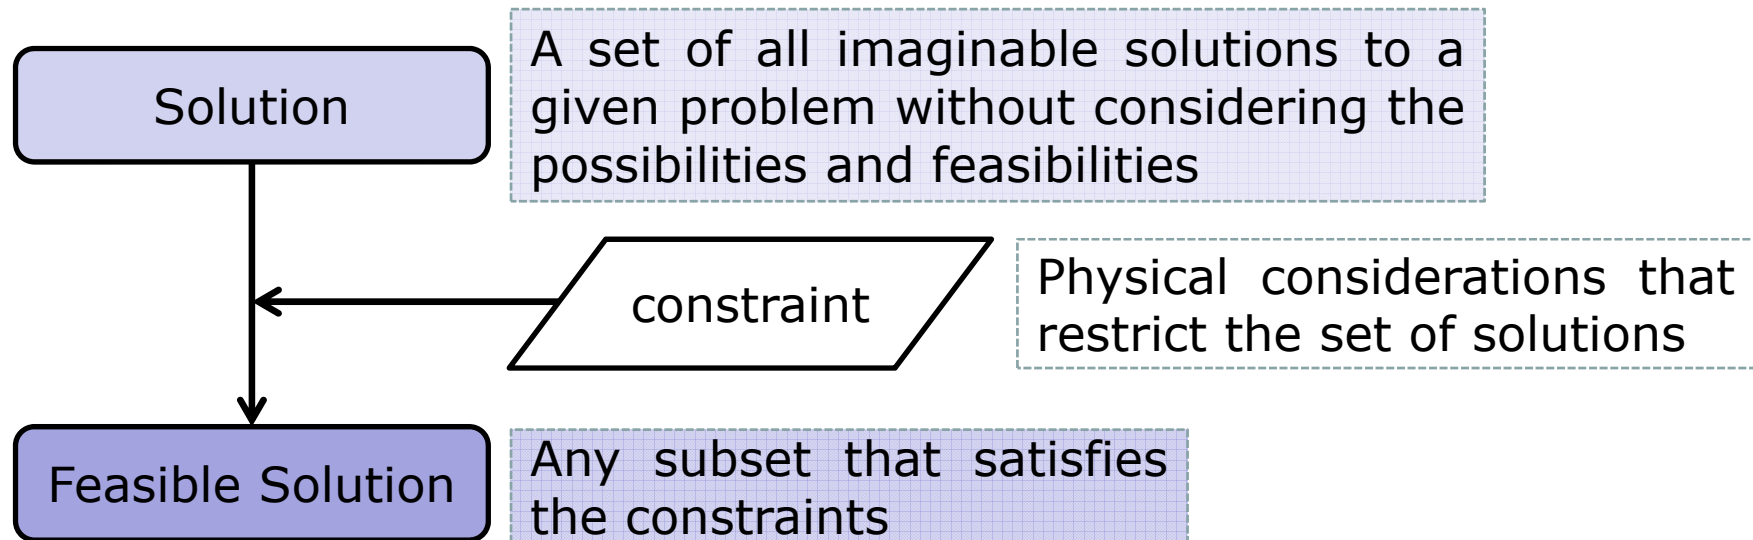 Solution
A set of all imaginable solutions to a
given problem without considering the
possibilities and feasibilities
constraint
Physical considerations that
restrict the set of solutions
Feasible Solution
Any subset that satisfies
the constraints